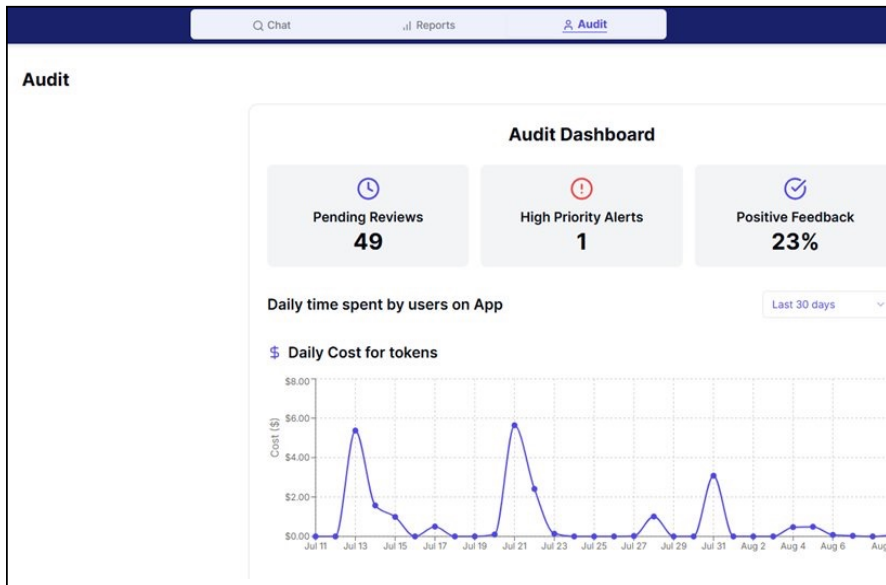 Chat Reports Audit
Audit
Audit Dashboard
Pending Reviews High Priority Alerts Positive Feedback
49 1 23%
Daily time spent by users on App Last 30 days
$ Daily Cost for tokens
$8.00
$6.00
$4.00
$2.00
$0.00
Cost ($)
Jul 11 Jul 13 Jul 15 Jul 17 Jul 19 Jul 21 Jul 23 Jul 25 Jul 27 Jul 29 Jul 31 Aug 2 Aug 4 Aug 6 Aug